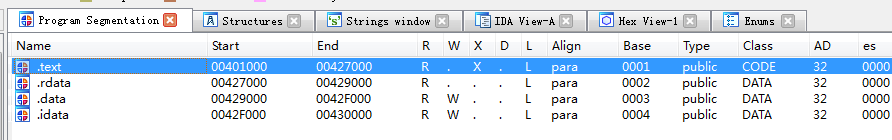 Program Segmentation Structures Strings window IDA View-A Hex View-1 Enums
Name Start End R W X D L Align Base Type Class AD es
.text 00401000 00427000 R . X . L para 0001 public CODE 32 0000
.rdata 00427000 00429000 R . . . L para 0002 public DATA 32 0000
.data 00429000 0042F000 R W . . L para 0003 public DATA 32 0000
.idata 0042F000 00430000 R W . . L para 0004 public DATA 32 0000